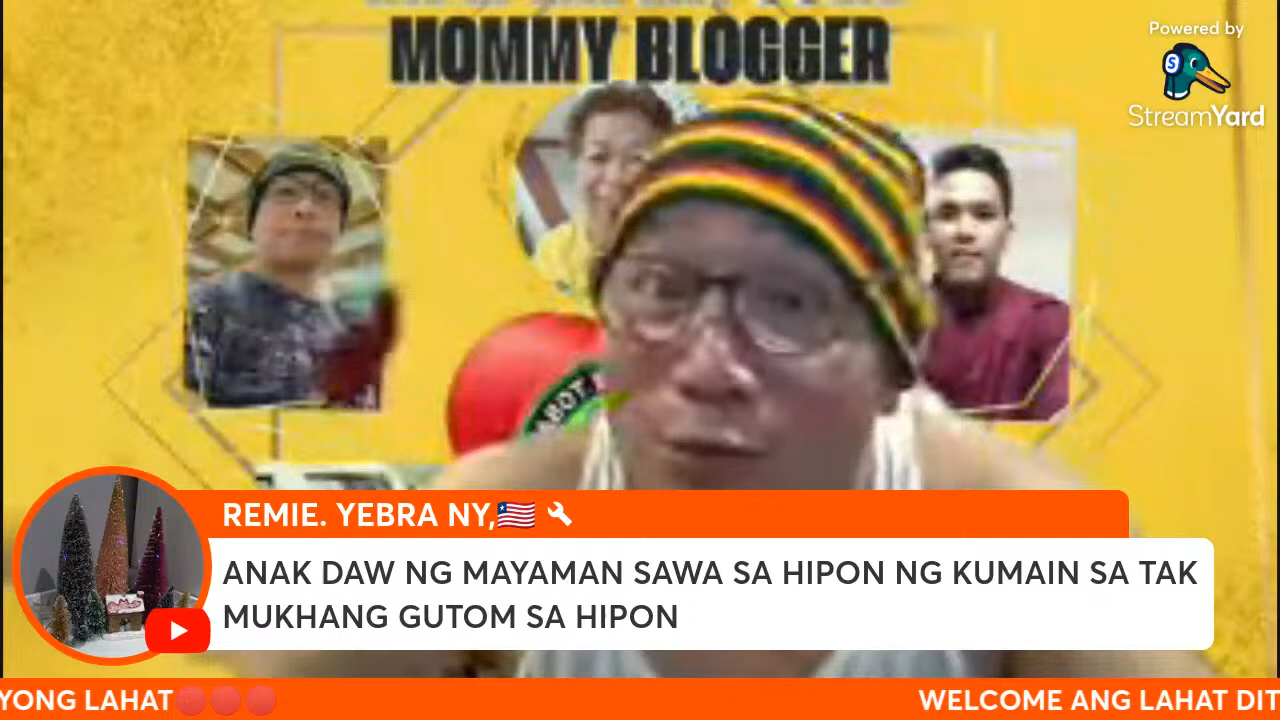 MOMMY BLOGGER
Powered by
S
StreamYard
ABOT
REMIE. YEBRA NY,🇱🇷 🔧
ANAK DAW NG MAYAMAN SAWA SA HIPON NG KUMAIN SA TAK
MUKHANG GUTOM SA HIPON
YONG LAHAT🔴🔴🔴 WELCOME ANG LAHAT DIT